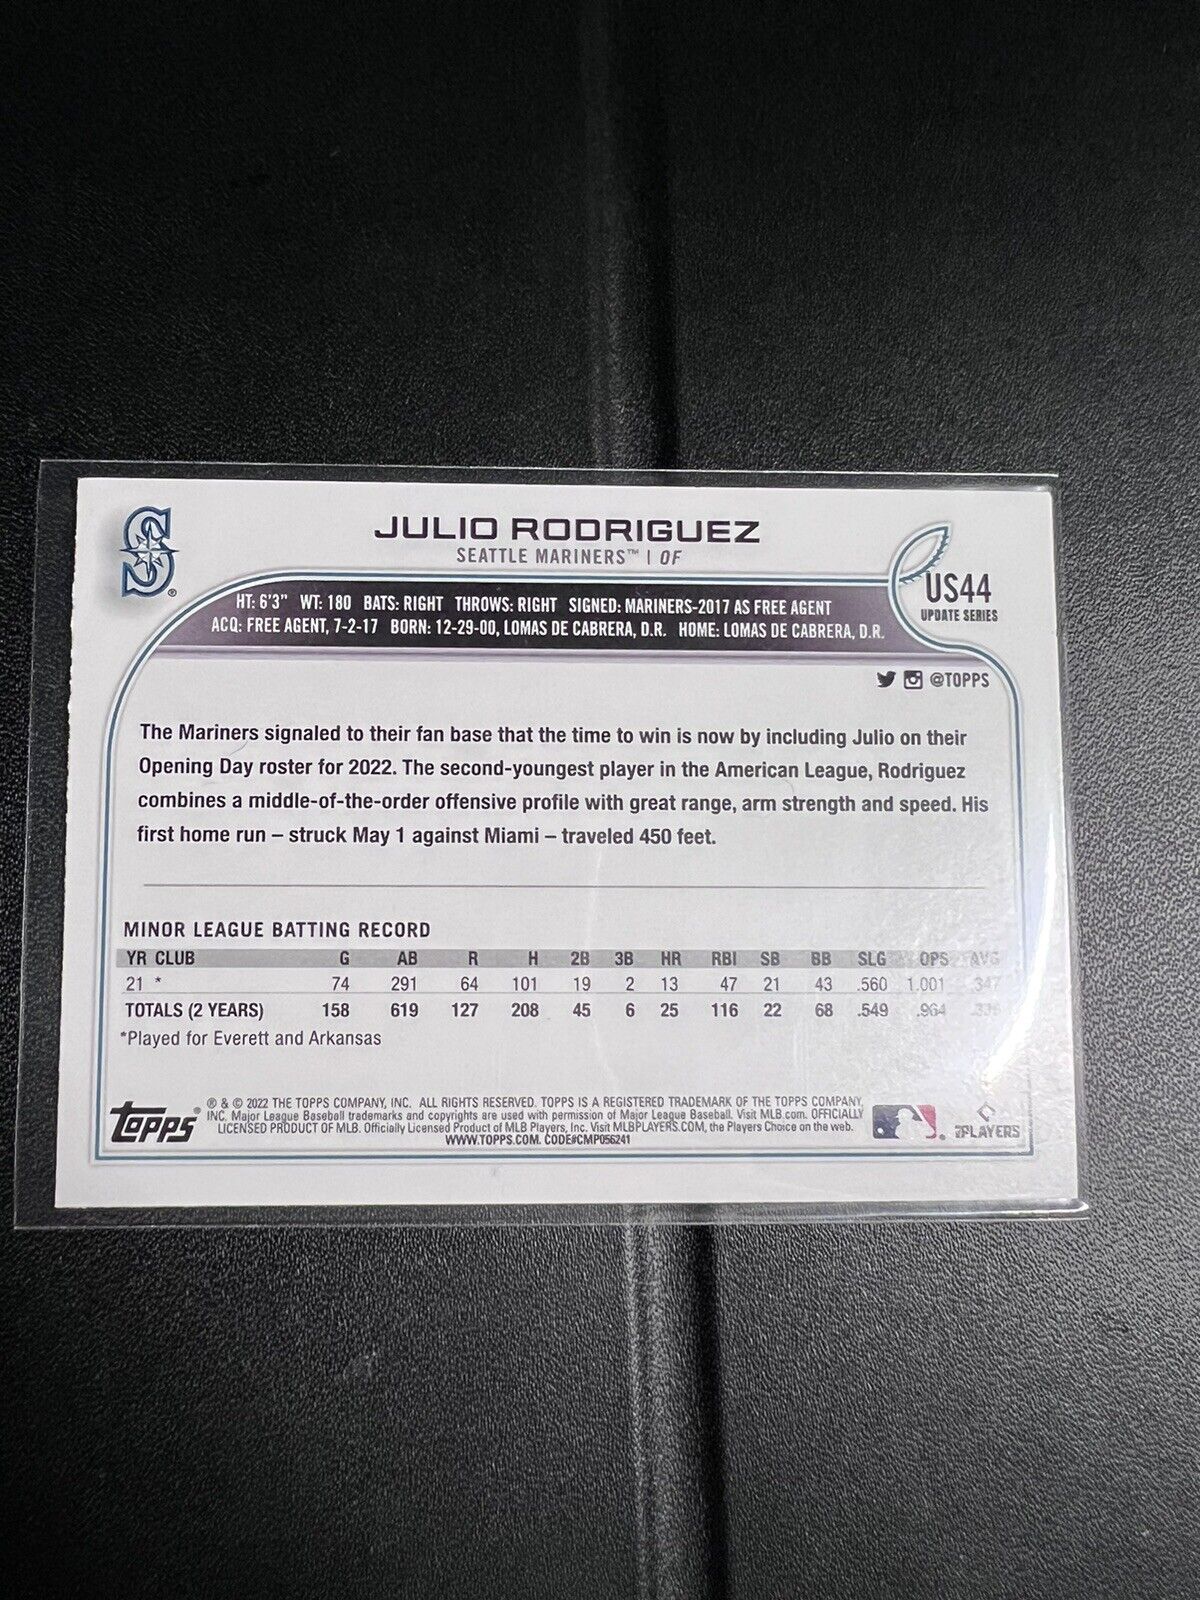 JULIO RODRIGUEZ
SEATTLE MARINERS™ | OF
US44
UPDATE SERIES
HT: 6'3" WT: 180 BATS: RIGHT THROWS: RIGHT SIGNED: MARINERS-2017 AS FREE AGENT
ACQ: FREE AGENT, 7-2-17 BORN: 12-29-00, LOMAS DE CABRERA, D.R. HOME: LOMAS DE CABRERA, D.R.
@TOPPS
The Mariners signaled to their fan base that the time to win is now by including Julio on their
Opening Day roster for 2022. The second-youngest player in the American League, Rodriguez
combines a middle-of-the-order offensive profile with great range, arm strength and speed. His
first home run – struck May 1 against Miami – traveled 450 feet.
MINOR LEAGUE BATTING RECORD
YR CLUB G AB R H 2B 3B HR RBI SB BB SLG OPS AVG
21 * 74 291 64 101 19 2 13 47 21 43 .560 1.001 .347
TOTALS (2 YEARS) 158 619 127 208 45 6 25 116 22 68 .549 .964
*Played for Everett and Arkansas
Topps®
® & © 2022 THE TOPPS COMPANY, INC. ALL RIGHTS RESERVED. TOPPS IS A REGISTERED TRADEMARK OF THE TOPPS COMPANY,
INC. Major League Baseball trademarks and copyrights are used with permission of Major League Baseball. Visit MLB.com. OFFICIALLY
LICENSED PRODUCT OF MLB. Officially Licensed Product of MLB Players, Inc. Visit MLBPLAYERS.COM, the Players Choice on the web.
WWW.TOPPS.COM. CODE#CMP056241
PLAYERS